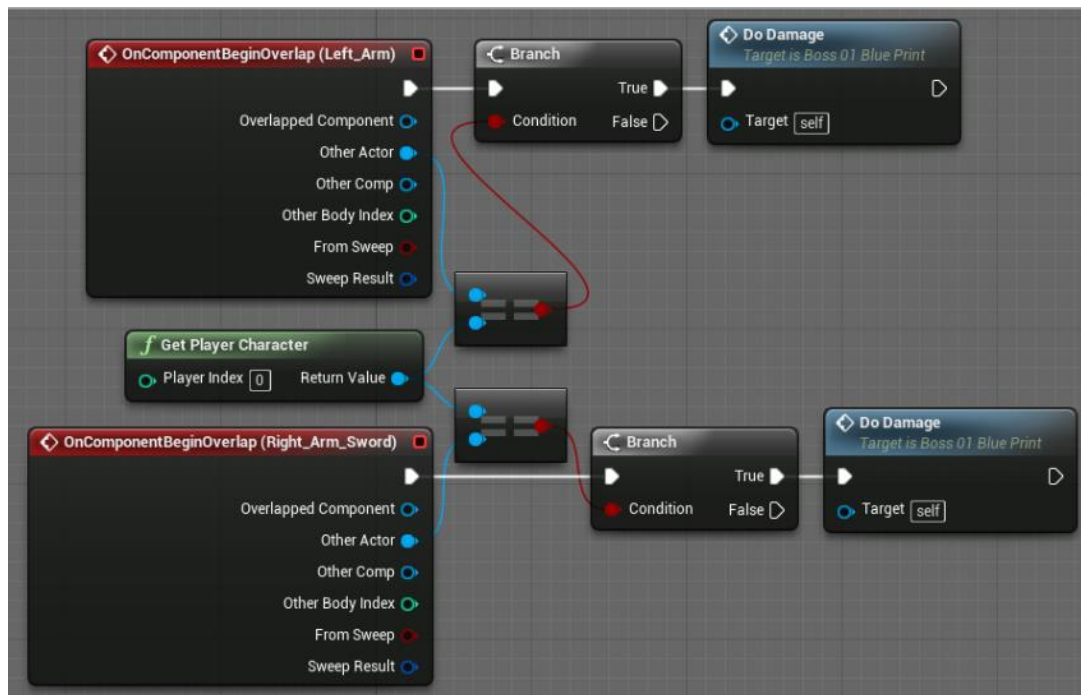 OnComponentBeginOverlap (Left_Arm)
Overlapped Component
Other Actor
Other Comp
Other Body Index
From Sweep
Sweep Result
Branch
True
Condition
False
Do Damage
Target is Boss 01 Blue Print
Target self
==
f Get Player Character
Player Index 0
Return Value
==
OnComponentBeginOverlap (Right_Arm_Sword)
Overlapped Component
Other Actor
Other Comp
Other Body Index
From Sweep
Sweep Result
Branch
True
Condition
False
Do Damage
Target is Boss 01 Blue Print
Target self